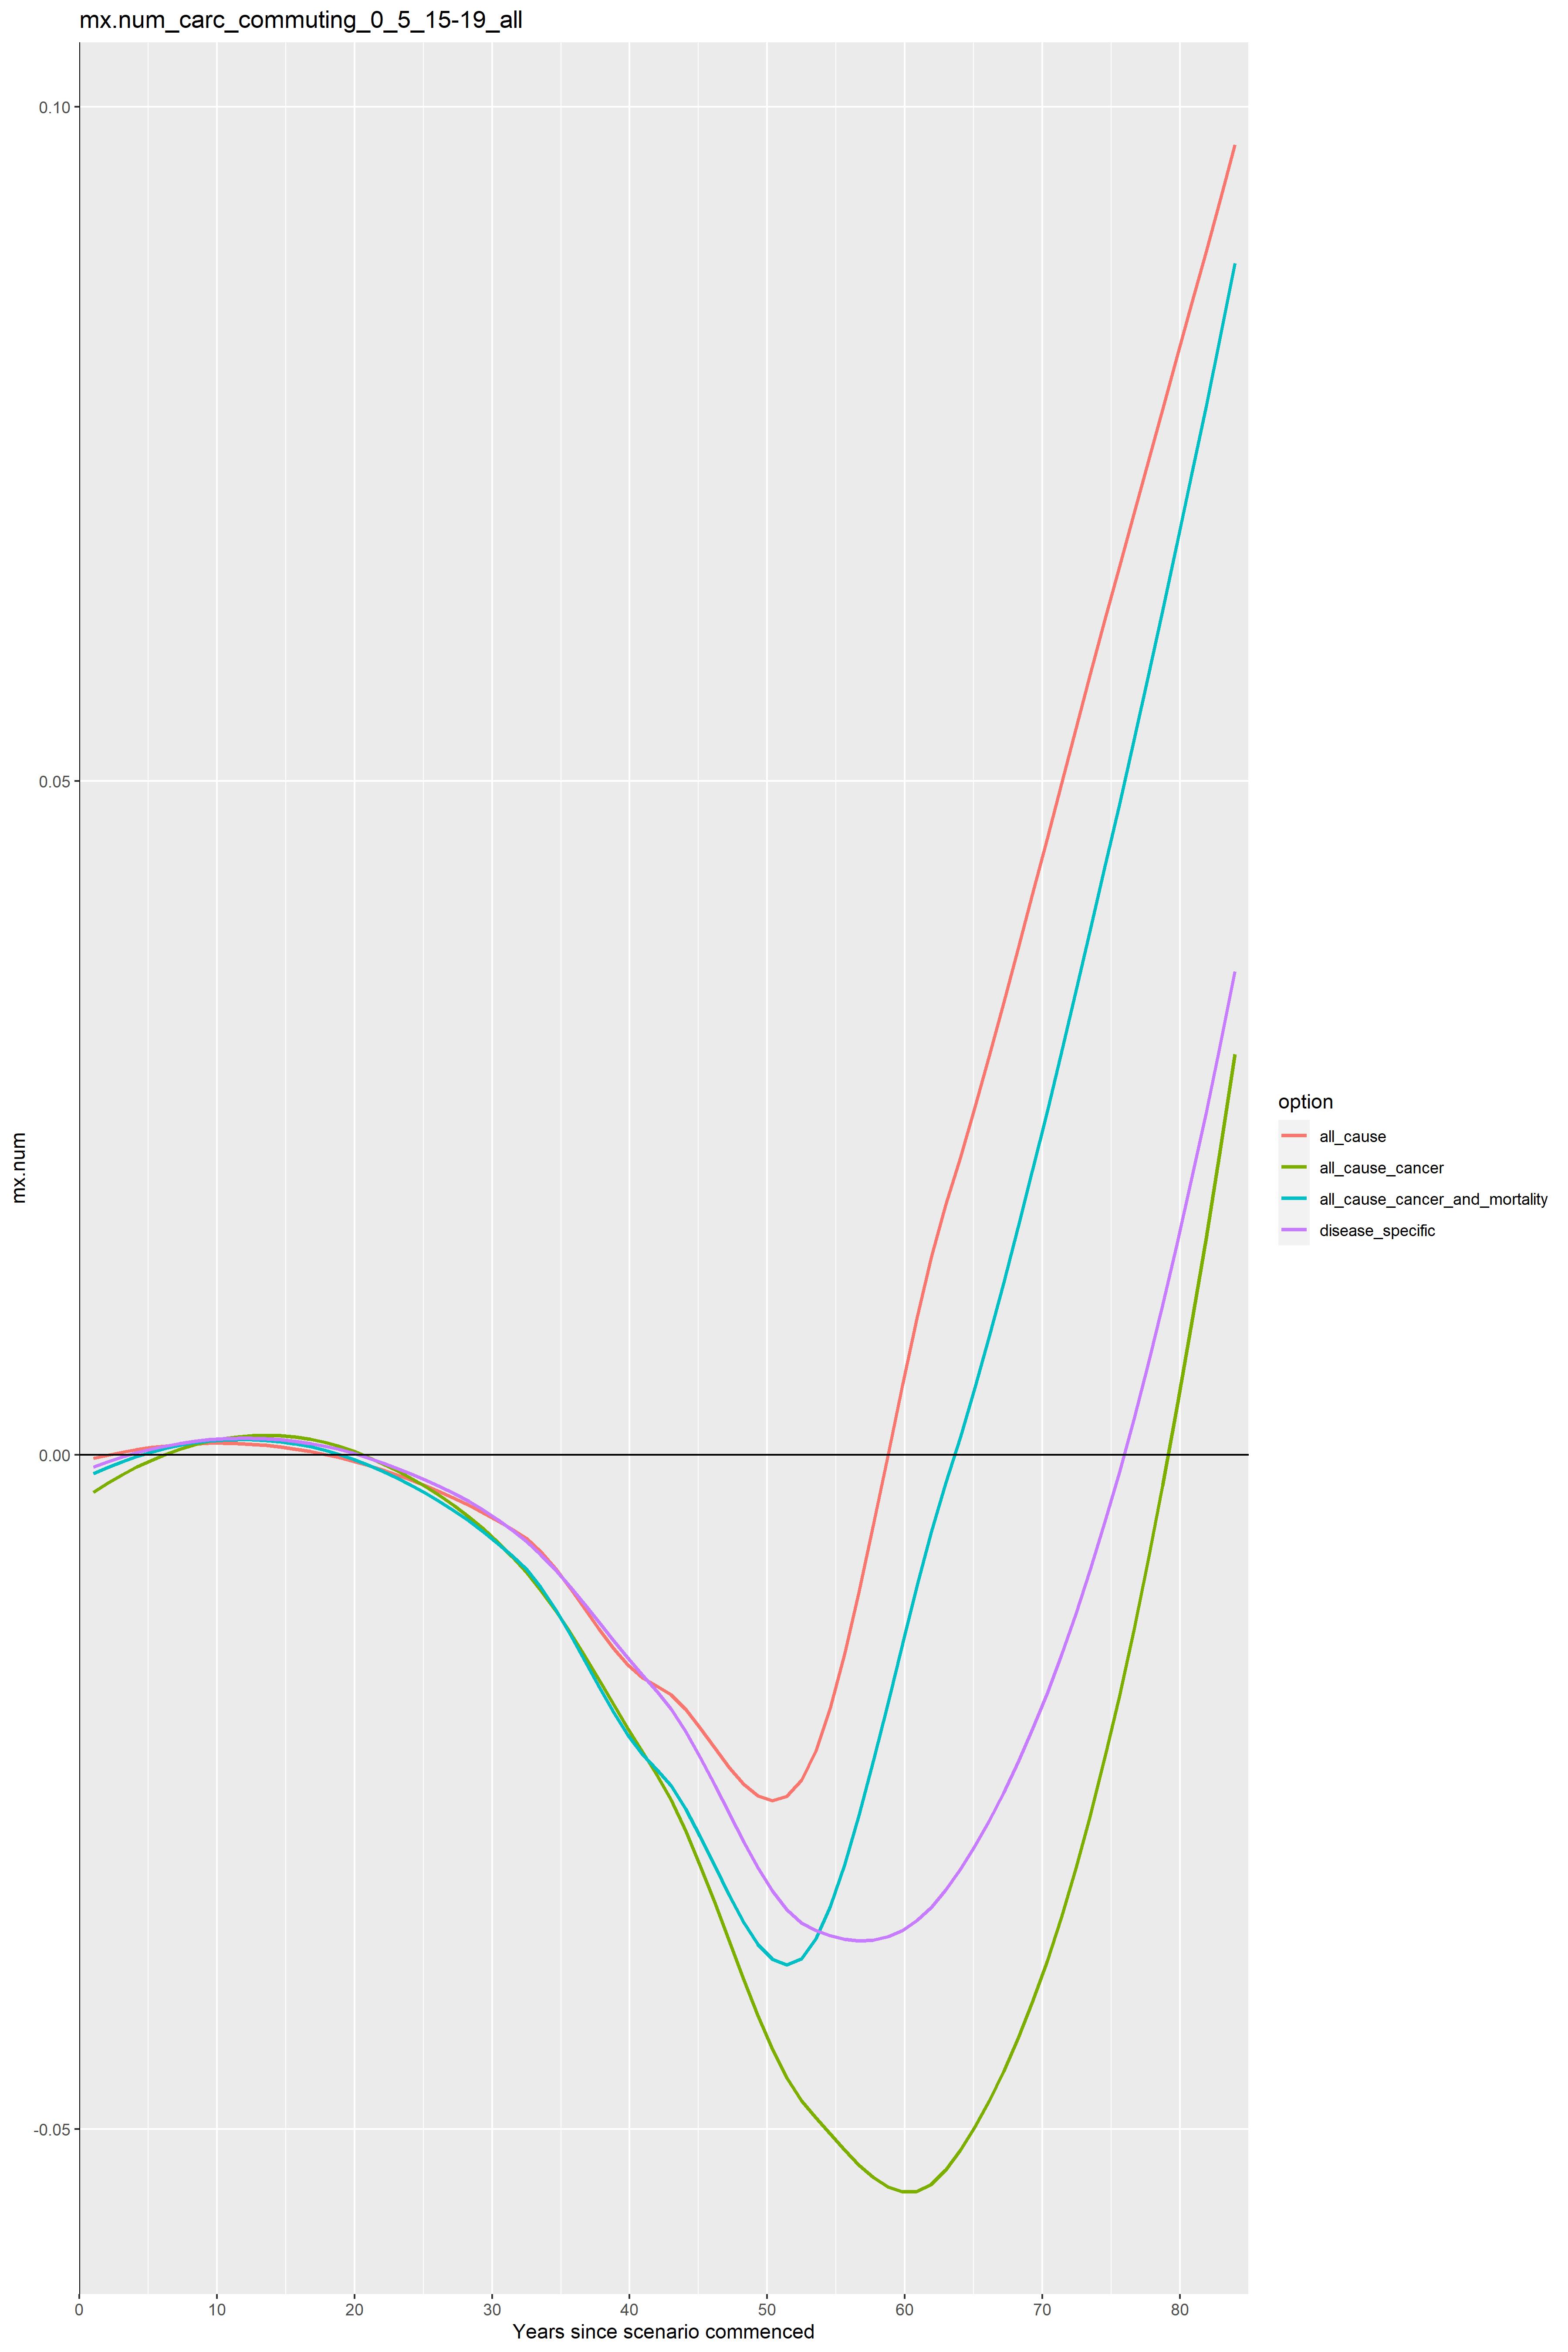 mx.num_carc_commuting_0_5_15-19_all
0.10
0.05
0.00
-0.05
mx.num
0 10 20 30 40 50 60 70 80
Years since scenario commenced
option
all_cause
all_cause_cancer
all_cause_cancer_and_mortality
disease_specific